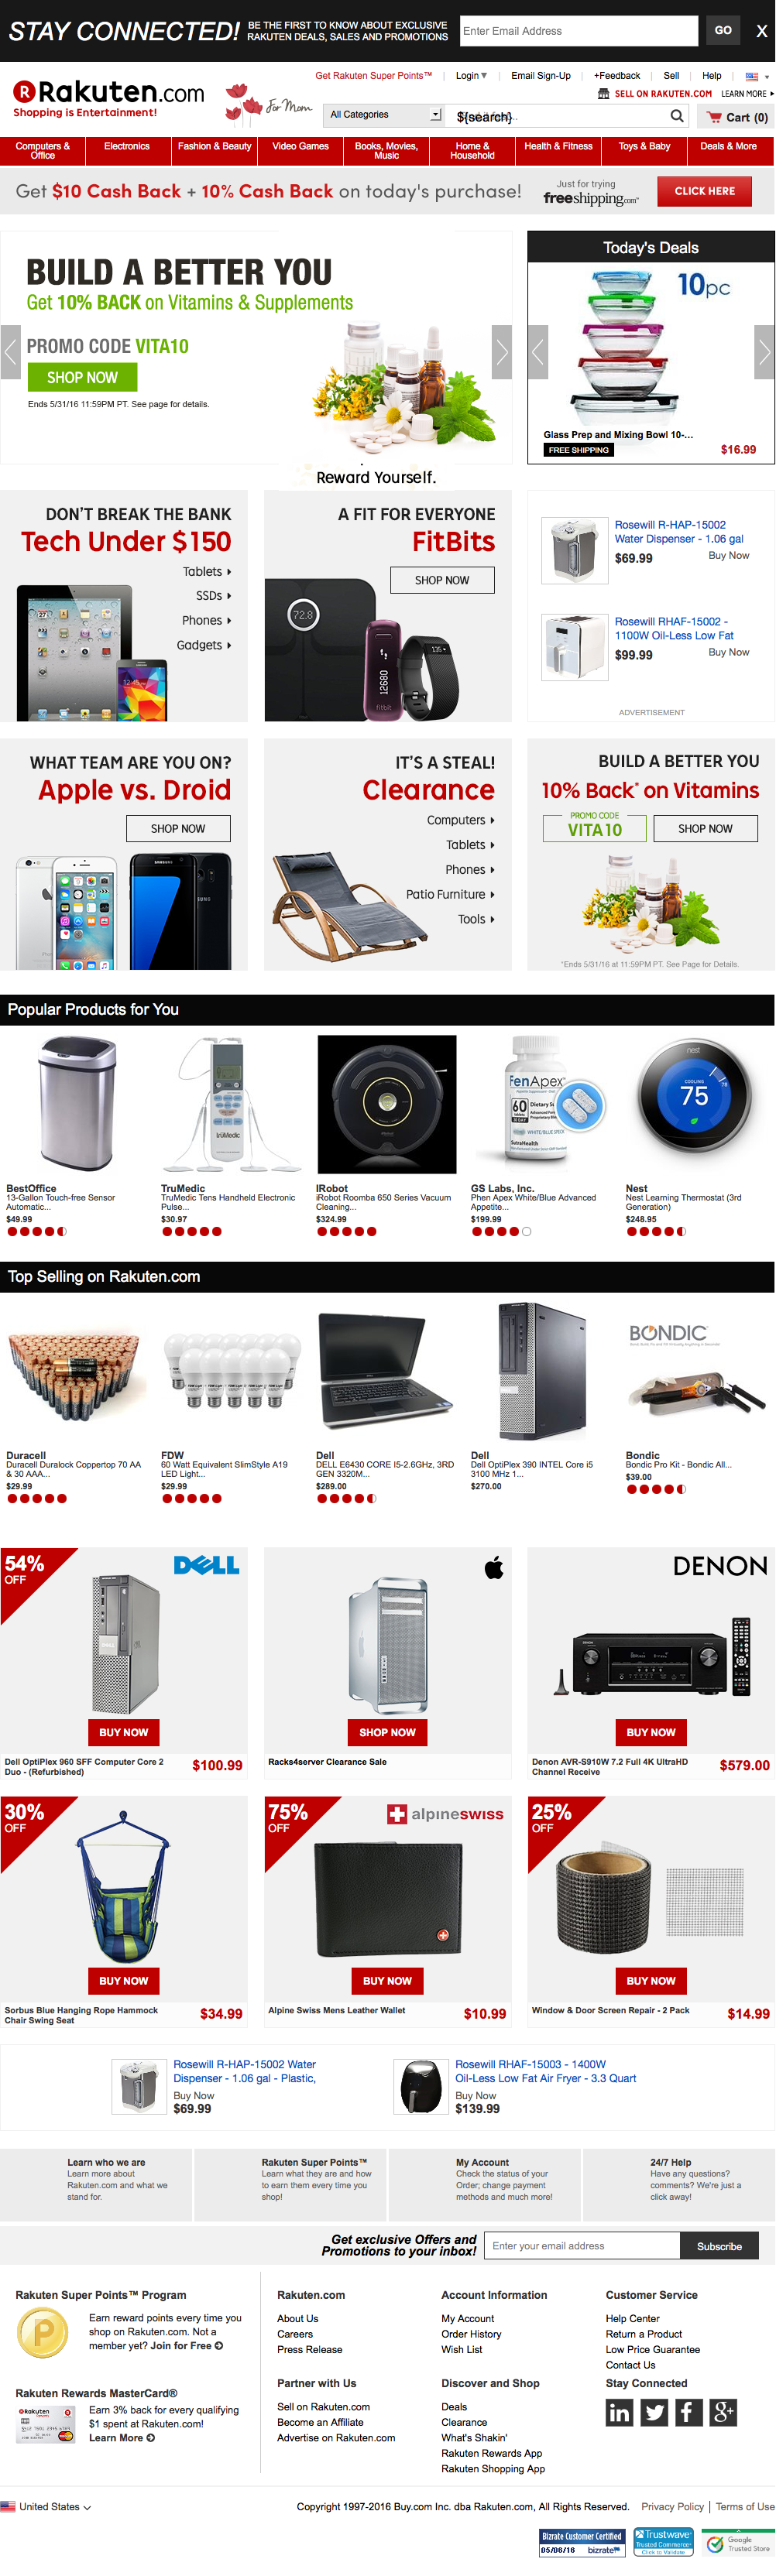 STAY CONNECTED!
BE THE FIRST TO KNOW ABOUT EXCLUSIVE
RAKUTEN DEALS, SALES AND PROMOTIONS
Enter Email Address
GO
X
Get Rakuten Super Points™
Login
Email Sign-Up
+Feedback
Sell
Help
Rakuten.com
Shopping is Entertainment!
For Mom
SELL ON RAKUTEN.COM
LEARN MORE
All Categories
${search}
Cart (0)
Computers &
Office
Electronics
Fashion & Beauty
Video Games
Books, Movies,
Music
Home &
Household
Health & Fitness
Toys & Baby
Deals & More
Get $10 Cash Back + 10% Cash Back on today's purchase!
Just for trying
freeshipping.com
CLICK HERE
BUILD A BETTER YOU
Get 10% BACK on Vitamins & Supplements
PROMO CODE VITA10
SHOP NOW
Ends 5/31/16 11:59PM PT. See page for details.
Today's Deals
10pc
Glass Prep and Mixing Bowl 10-...
FREE SHIPPING
$16.99
Reward Yourself.
DON'T BREAK THE BANK
Tech Under $150
Tablets
SSDs
Phones
Gadgets
A FIT FOR EVERYONE
FitBits
SHOP NOW
72.8
12680
135
fitbit
Rosewill R-HAP-15002
Water Dispenser - 1.06 gal
$69.99
Buy Now
Rosewill RHAF-15002 -
1100W Oil-Less Low Fat
$99.99
Buy Now
ADVERTISEMENT
WHAT TEAM ARE YOU ON?
Apple vs. Droid
SHOP NOW
SAMSUNG
IT'S A STEAL!
Clearance
Computers
Tablets
Phones
Patio Furniture
Tools
BUILD A BETTER YOU
10% Back* on Vitamins
PROMO CODE
VITA10
SHOP NOW
*Ends 5/31/16 at 11:59PM PT. See Page for Details.
Popular Products for You
truMedic
FenApex
60
WHITE/BLUE SPECK
SutraHealth
nest
COOLING
75
BestOffice
13-Gallon Touch-free Sensor
Automatic...
$49.99
TruMedic
TruMedic Tens Handheld Electronic
Pulse...
$30.97
IRobot
iRobot Roomba 650 Series Vacuum
Cleaning...
$324.99
GS Labs, Inc.
Phen Apex White/Blue Advanced
Appetite...
$199.99
Nest
Nest Learning Thermostat (3rd
Generation)
$248.95
Top Selling on Rakuten.com
BONDIC
Duracell
Duracell Duralock Coppertop 70 AA
& 30 AAA...
$29.99
FDW
60 Watt Equivalent SlimStyle A19
LED Light...
$29.99
Dell
DELL E6430 CORE I5-2.6GHz, 3RD
GEN 3320M...
$289.00
Dell
Dell OptiPlex 390 INTEL Core i5
3100 MHz 1...
$270.00
Bondic
Bondic Pro Kit - Bondic All...
$39.00
54%
OFF
DELL
BUY NOW
Dell OptiPlex 960 SFF Computer Core 2
Duo - (Refurbished)
$100.99
SHOP NOW
Racks4server Clearance Sale
DENON
BUY NOW
Denon AVR-S910W 7.2 Full 4K UltraHD
Channel Receive
$579.00
30%
OFF
BUY NOW
Sorbus Blue Hanging Rope Hammock
Chair Swing Seat
$34.99
75%
OFF
alpineswiss
BUY NOW
Alpine Swiss Mens Leather Wallet
$10.99
25%
OFF
BUY NOW
Window & Door Screen Repair - 2 Pack
$14.99
Rosewill R-HAP-15002 Water
Dispenser - 1.06 gal - Plastic,
Buy Now
$69.99
Rosewill RHAF-15003 - 1400W
Oil-Less Low Fat Air Fryer - 3.3 Quart
Buy Now
$139.99
Learn who we are
Learn more about
Rakuten.com and what we
stand for.
Rakuten Super Points™
Learn what they are and how
to earn them every time you
shop!
My Account
Check the status of your
Order; change payment
methods and much more!
24/7 Help
Have any questions?
comments? We're just a
click away!
Get exclusive Offers and
Promotions to your inbox!
Enter your email address
Subscribe
Rakuten Super Points™ Program
Earn reward points every time you
shop on Rakuten.com. Not a
member yet? Join for Free
Rakuten Rewards MasterCard®
Earn 3% back for every qualifying
$1 spent at Rakuten.com!
Learn More
Rakuten.com
About Us
Careers
Press Release
Account Information
My Account
Order History
Wish List
Customer Service
Help Center
Return a Product
Low Price Guarantee
Contact Us
Partner with Us
Sell on Rakuten.com
Become an Affiliate
Advertise on Rakuten.com
Discover and Shop
Deals
Clearance
What's Shakin'
Rakuten Rewards App
Rakuten Shopping App
Stay Connected
United States
Copyright 1997-2016 Buy.com Inc. dba Rakuten.com, All Rights Reserved.
Privacy Policy
Terms of Use
Bizrate Customer Certified
05/06/16
bizrate
Trustwave
Trusted Commerce
Click to Validate
Google
Trusted Store